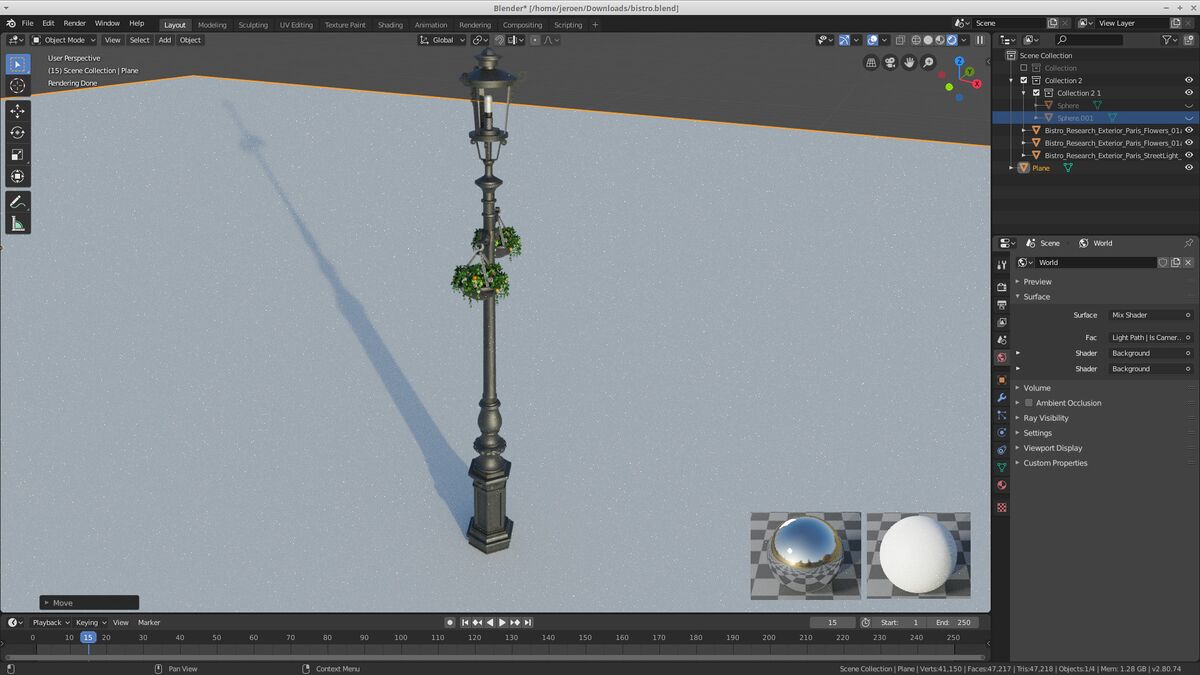 Blender* [/home/jeroen/Downloads/bistro.blend]
File Edit Render Window Help
Layout Modeling Sculpting UV Editing Texture Paint Shading Animation Rendering Compositing Scripting +
Scene
View Layer
Object Mode View Select Add Object
Global
User Perspective
(15) Scene Collection | Plane
Rendering Done
Z
Y
X
Scene Collection
Collection
Collection 2
Collection 2 1
Sphere
Sphere.001
Bistro_Research_Exterior_Paris_Flowers_01
Bistro_Research_Exterior_Paris_Flowers_01
Bistro_Research_Exterior_Paris_StreetLight_
Plane
Scene World
World
Preview
Surface
Surface Mix Shader
Fac Light Path | Is Camer..
Shader Background
Shader Background
Volume
Ambient Occlusion
Ray Visibility
Settings
Viewport Display
Custom Properties
Move
Playback Keying View Marker
15
Start: 1
End: 250
0 10 15 20 30 40 50 60 70 80 90 100 110 120 130 140 150 160 170 180 190 200 210 220 230 240 250
Pan View
Context Menu
Scene Collection | Plane | Verts:41,150 | Faces:47,217 | Tris:47,218 | Objects:1/4 | Mem: 1.28 GB | v2.80.74